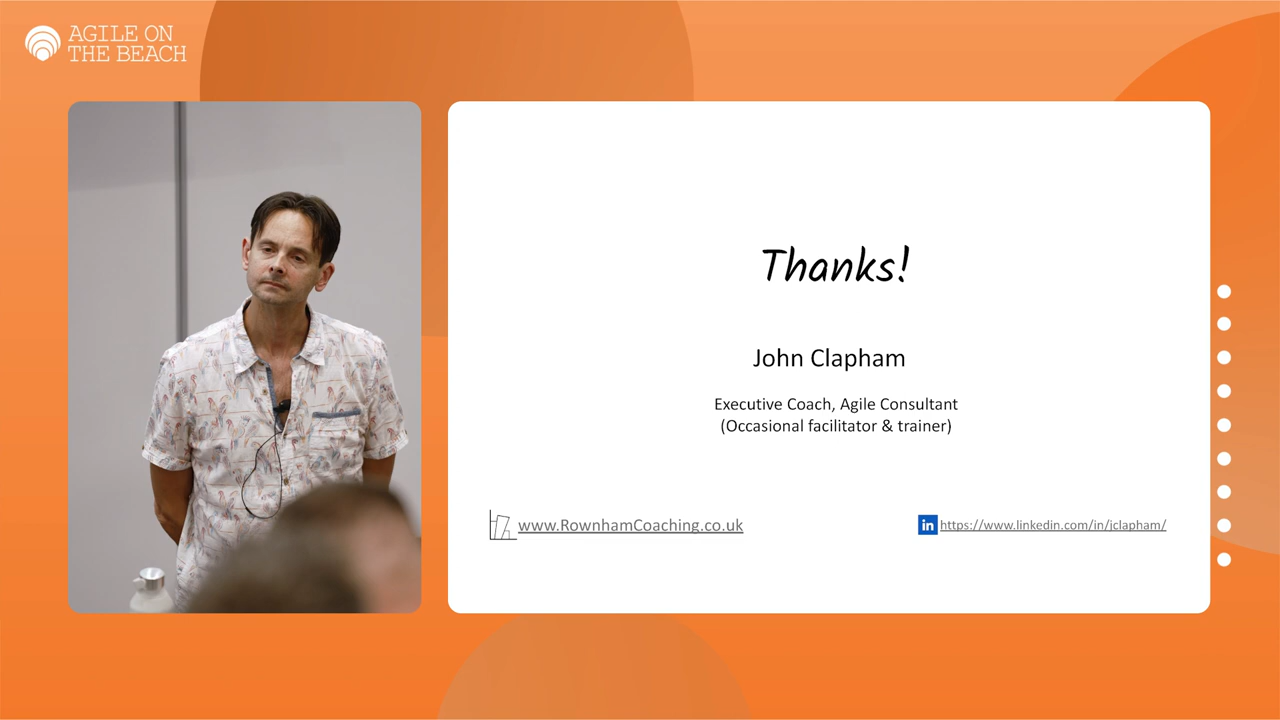 AGILE ON
THE BEACH
Thanks!
John Clapham
Executive Coach, Agile Consultant
(Occasional facilitator & trainer)
www.RownhamCoaching.co.uk
in https://www.linkedin.com/in/jclapham/